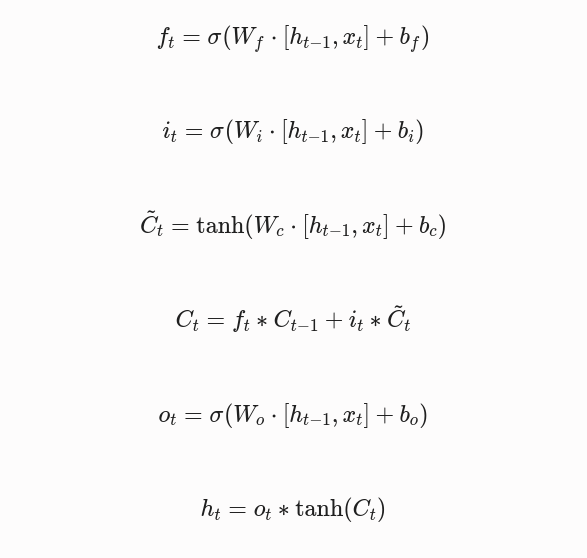 f_t = σ(W_f · [h_{t−1}, x_t] + b_f)
i_t = σ(W_i · [h_{t−1}, x_t] + b_i)
C̃_t = tanh(W_c · [h_{t−1}, x_t] + b_c)
C_t = f_t ∗ C_{t−1} + i_t ∗ C̃_t
o_t = σ(W_o · [h_{t−1}, x_t] + b_o)
h_t = o_t ∗ tanh(C_t)